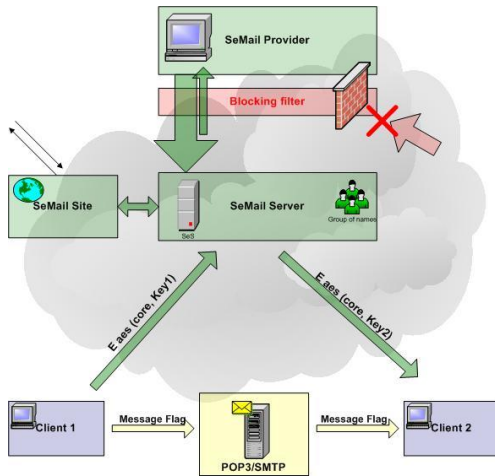 SeMail Provider
Blocking filter
SeMail Site
SeMail Server
SeS
Group of names
E aes (core, Key1)
E aes (core, Key2)
Client 1
Message Flag
Message Flag
Client 2
POP3/SMTP